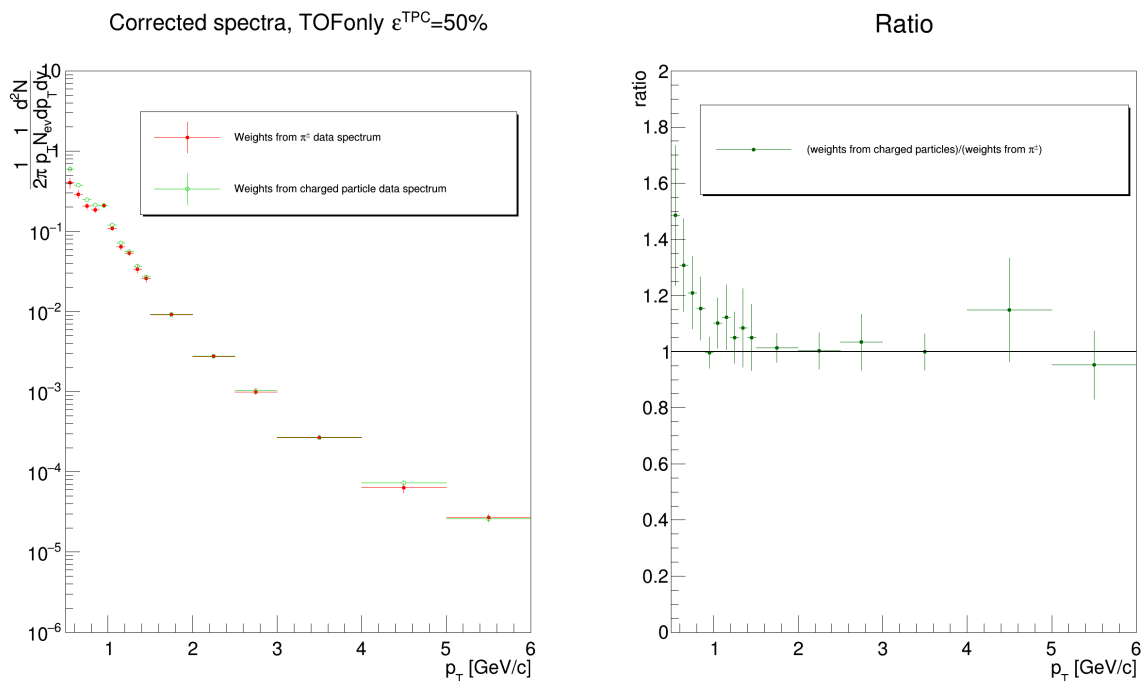 Corrected spectra, TOFonly ε^TPC=50%
Ratio
1/2π 1/p_T d²N/N_ev dp_T dy
10
1
10⁻¹
10⁻²
10⁻³
10⁻⁴
10⁻⁵
10⁻⁶
Weights from π± data spectrum
Weights from charged particle data spectrum
1 2 3 4 5 6
p_T [GeV/c]
ratio
2
1.8
1.6
1.4
1.2
1
0.8
0.6
0.4
0.2
0
(weights from charged particles)/(weights from π±)
1 2 3 4 5 6
p_T [GeV/c]